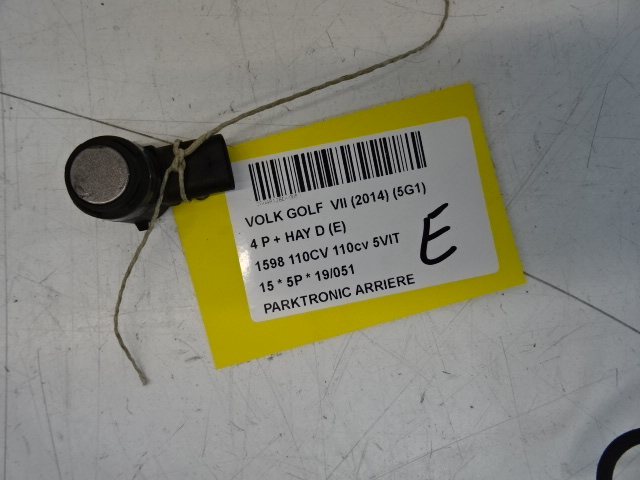 VOLK GOLF VII (2014) (5G1)
4 P + HAY D (E)
1598 110CV 110cv 5VIT
15 * 5P * 19/051
PARKTRONIC ARRIERE
E